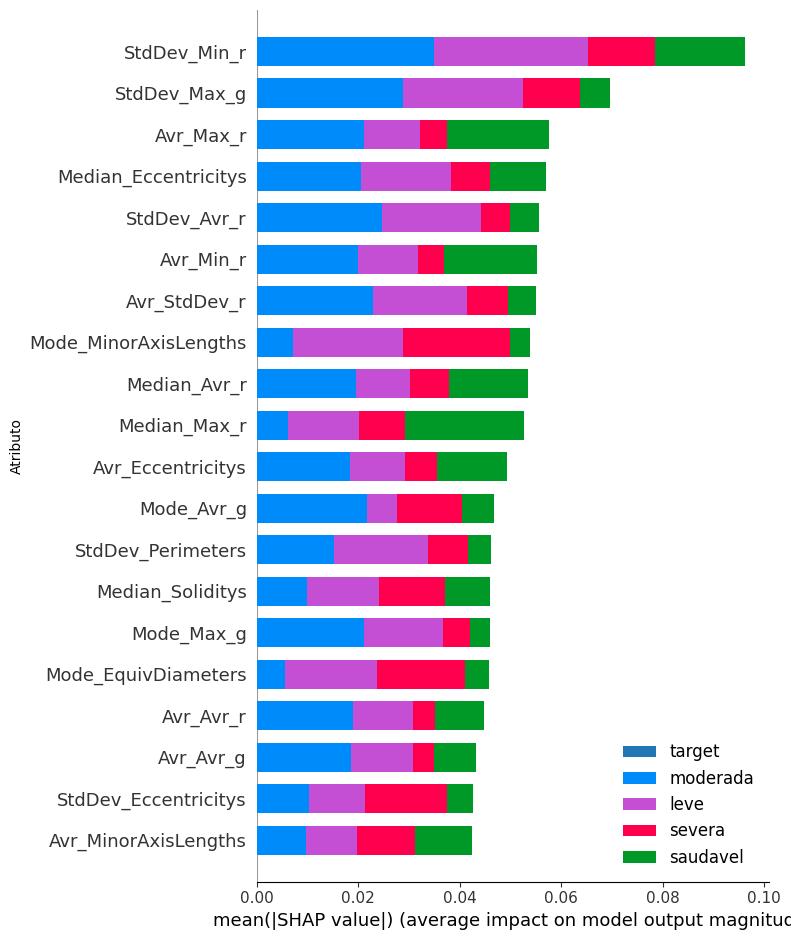 StdDev_Min_r
StdDev_Max_g
Avr_Max_r
Median_Eccentricitys
StdDev_Avr_r
Avr_Min_r
Avr_StdDev_r
Mode_MinorAxisLengths
Median_Avr_r
Median_Max_r
Avr_Eccentricitys
Mode_Avr_g
StdDev_Perimeters
Median_Soliditys
Mode_Max_g
Mode_EquivDiameters
Avr_Avr_r
Avr_Avr_g
StdDev_Eccentricitys
Avr_MinorAxisLengths
Atributo
target
moderada
leve
severa
saudavel
0.00 0.02 0.04 0.06 0.08 0.10
mean(|SHAP value|) (average impact on model output magnitud